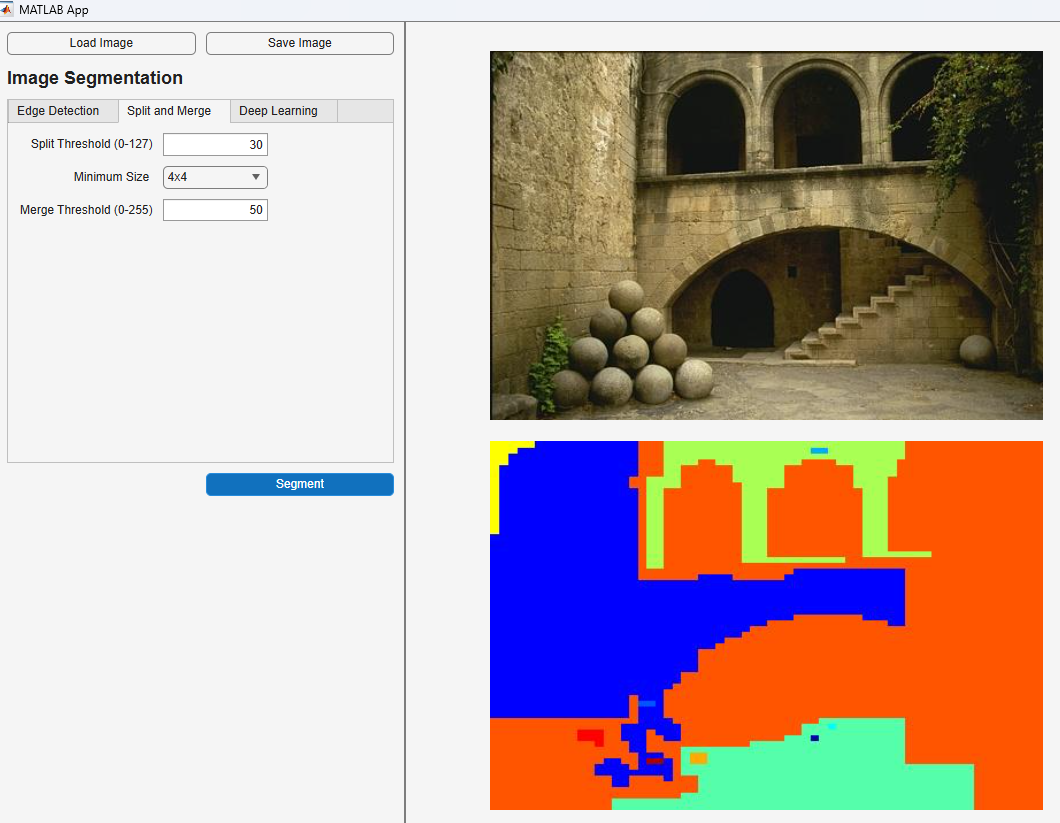 MATLAB App
Load Image
Save Image
Image Segmentation
Edge Detection
Split and Merge
Deep Learning
Split Threshold (0-127)
30
Minimum Size
4x4
Merge Threshold (0-255)
50
Segment